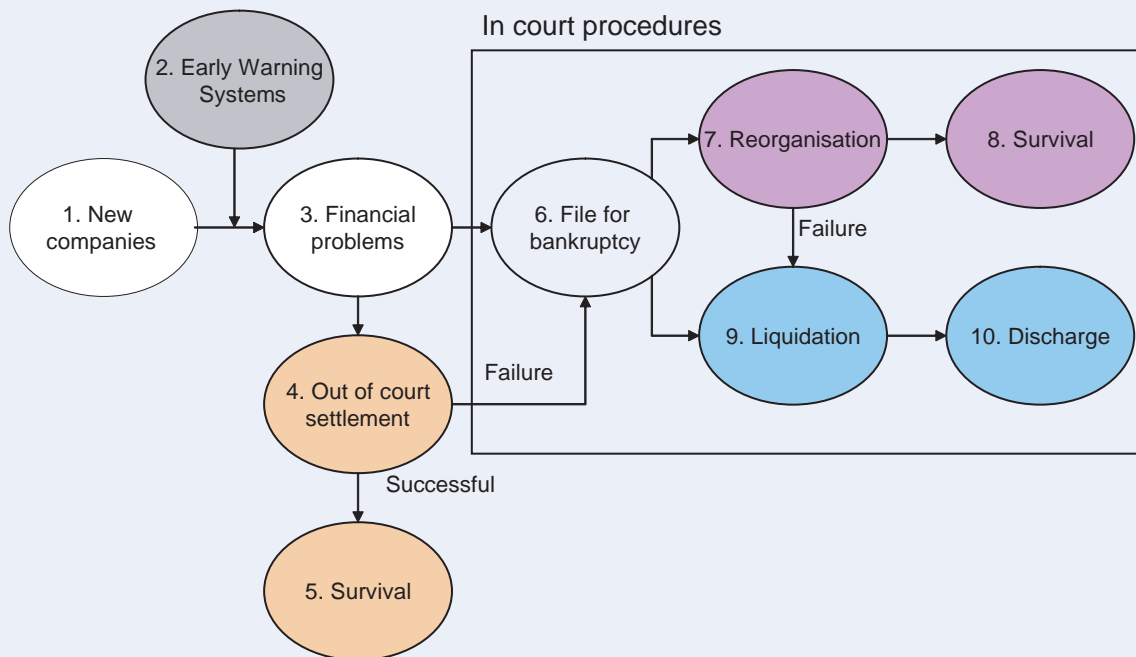 In court procedures
2. Early Warning
Systems
1. New
companies
3. Financial
problems
6. File for
bankruptcy
7. Reorganisation
8. Survival
Failure
9. Liquidation
10. Discharge
4. Out of court
settlement
Failure
Successful
5. Survival